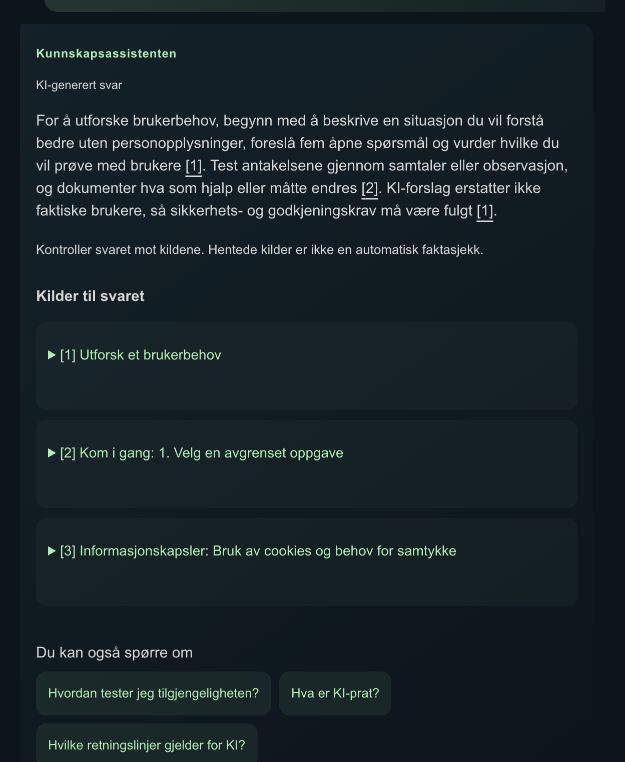 Kunnskapsassistenten
KI-generert svar
For å utforske brukerbehov, begynn med å beskrive en situasjon du vil forstå
bedre uten personopplysninger, foreslå fem åpne spørsmål og vurder hvilke du
vil prøve med brukere [1]. Test antakelsene gjennom samtaler eller observasjon,
og dokumenter hva som hjalp eller måtte endres [2]. KI-forslag erstatter ikke
faktiske brukere, så sikkerhets- og godkjeningskrav må være fulgt [1].
Kontroller svaret mot kildene. Hentede kilder er ikke en automatisk faktasjekk.
Kilder til svaret
[1] Utforsk et brukerbehov
[2] Kom i gang: 1. Velg en avgrenset oppgave
[3] Informasjonskapsler: Bruk av cookies og behov for samtykke
Du kan også spørre om
Hvordan tester jeg tilgjengeligheten?
Hva er KI-prat?
Hvilke retningslinjer gjelder for KI?